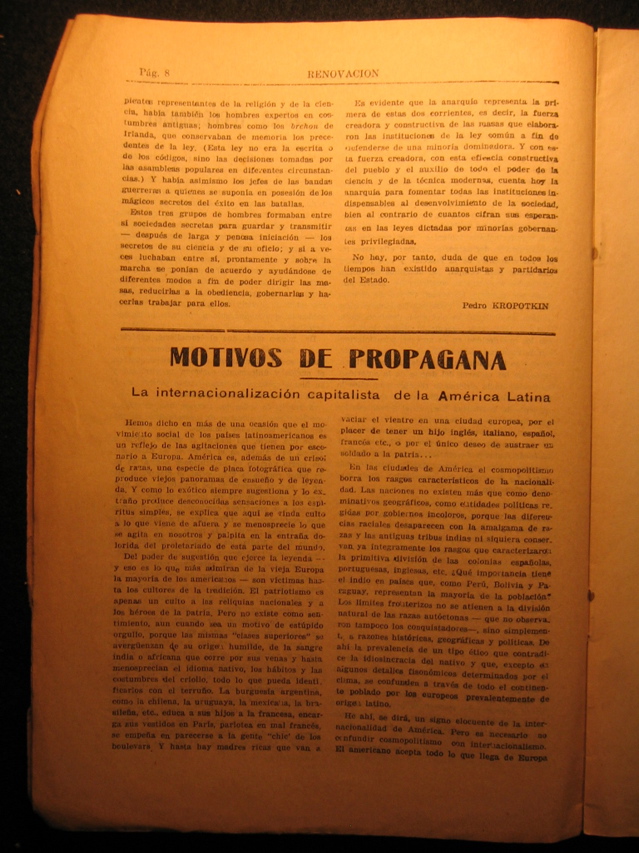 Pág. 8
RENOVACION
pientes representantes de la religión y de la cien-
cia, había también los hombres expertos en cos-
tumbres antiguas; hombres como los brehon de
Irlanda, que conservaban de memoria los prece-
dentes de la ley. (Esta ley no era la escrita o
de los códigos, sino las decisiones tomadas por
las asambleas populares en diferentes circunstan-
cias.) Y había asimismo los jefes de las bandas
guerreras a quienes se suponía en posesión de los
mágicos secretos del éxito en las batallas.
Estos tres grupos de hombres formaban entre
sí sociedades secretas para guardar y transmitir
— después de larga y penosa iniciación — los
secretos de su ciencia y de su oficio; y si a ve-
ces luchaban entre sí, prontamente y sobre la
marcha se ponían de acuerdo y ayudándose de
diferentes modos a fin de poder dirigir las ma-
sas, reducirlas a la obediencia, gobernarlas y ha-
cerlas trabajar para ellos.
Es evidente que la anarquía representa la pri-
mera de estas dos corrientes, es decir, la fuerza
creadora y constructiva de las masas que elabora-
ron las instituciones de la ley común a fin de
defenderse de una minoría dominadora. Y con es-
ta fuerza creadora, con esta eficacia constructiva
del pueblo y el auxilio de todo el poder de la
ciencia y de la técnica modernas, cuenta hoy la
anarquía para fomentar todas las instituciones in-
dispensables al desenvolvimiento de la sociedad,
bien al contrario de cuantos cifran sus esperan-
zas en las leyes dictadas por minorías gobernan-
tes privilegiadas.
No hay, por tanto, duda de que en todos los
tiempos han existido anarquistas y partidarios
del Estado.
Pedro KROPOTKIN
MOTIVOS DE PROPAGANA
La internacionalización capitalista de la América Latina
Hemos dicho en más de una ocasión que el mo-
vimiento social de los países latinoamericanos es
un reflejo de las agitaciones que tienen por esce-
nario a Europa. América es, además de un crisol
de razas, una especie de placa fotográfica que re-
produce viejos panoramas de ensueño y de leyen-
da. Y como lo exótico siempre sugestiona y lo ex-
traño produce desconocidas sensaciones a los espí-
ritus simples, se explica que aquí se rinda culto
a lo que viene de afuera y se menosprecie lo que
se agita en nosotros y palpita en la entraña do-
lorida del proletariado de esta parte del mundo.
Del poder de sugestión que ejerce la leyenda —
y eso es lo que más admiran de la vieja Europa
la mayoría de los americanos — son víctimas has-
ta los cultores de la tradición. El patriotismo es
apenas un culto a las reliquias nacionales y a
los héroes de la patria. Pero no existe como sen-
timiento, aun cuando sea un motivo de estúpido
orgullo, porque las mismas "clases superiores" se
avergüenzan de su origen humilde, de la sangre
india o africana que corre por sus venas y hasta
menosprecian el idioma nativo, los hábitos y las
costumbres del criollo, todo lo que pueda identi-
ficarlos con el terruño. La burguesía argentina,
como la chilena, la uruguaya, la mexicana, la bra-
sileña, etc., educa a sus hijos a la francesa, encar-
ga sus vestidos en París, parlotea en mal francés,
se empeña en parecerse a la gente "chic" de los
boulevars. Y hasta hay madres ricas que van a
vaciar el vientre en una ciudad europea, por el
placer de tener un hijo inglés, italiano, español,
francés etc., o por el único deseo de sustraer un
soldado a la patria...
En las ciudades de América el cosmopolitismo
borra los rasgos característicos de la nacionali-
dad. Las naciones no existen más que como deno-
minativos geográficos, como entidades políticas re-
gidas por gobiernos incoloros, porque las diferen-
cias raciales desaparecen con la amalgama de ra-
zas y las antiguas tribus indias ni siquiera conser-
van ya íntegramente los rasgos que caracterizaron
la primitiva división de las colonias españolas,
portuguesas, inglesas, etc. ¿Qué importancia tiene
el indio en países que, como Perú, Bolivia y Pa-
raguay, representan la mayoría de la población?
Los límites fronterizos no se atienen a la división
natural de las razas autóctonas — que no observa-
ron tampoco los conquistadores—, sino simplemen-
te, a razones históricas, geográficas y políticas. De
ahí la prevalencia de un tipo ético que contradi-
ce la idiosincracia del nativo y que, excepto en
algunos detalles fisonómicos determinados por el
clima, se confunden a través de todo el continen-
te poblado por los europeos prevalentemente de
origen latino.
He ahí, se dirá, un signo elocuente de la inter-
nacionalidad de América. Pero es necesario no
confundir cosmopolitismo con internacionalismo.
El americano acepta todo lo que llega de Europa